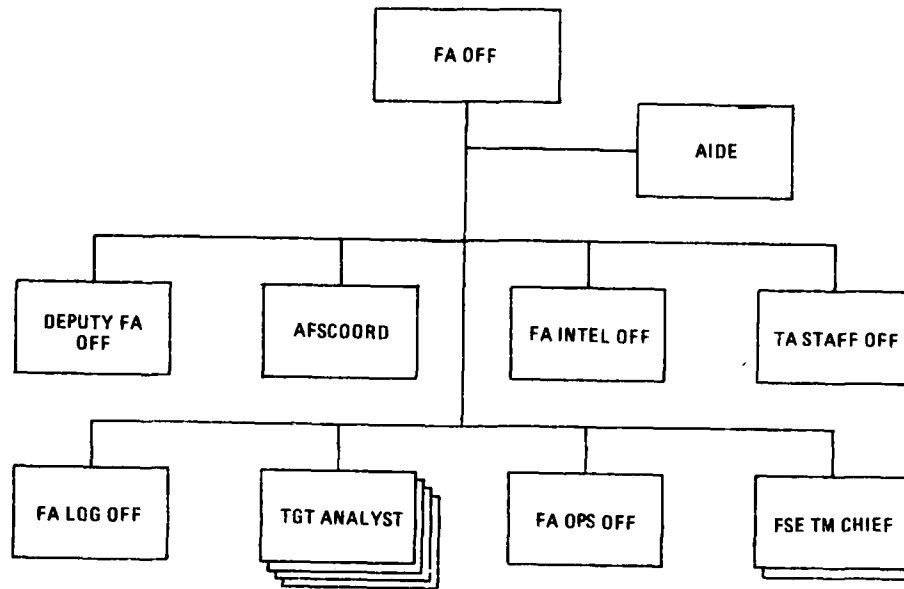 FA OFF
AIDE
DEPUTY FA
OFF
AFSCOORD
FA INTEL OFF
TA STAFF OFF
FA LOG OFF
TGT ANALYST
FA OPS OFF
FSE TM CHIEF